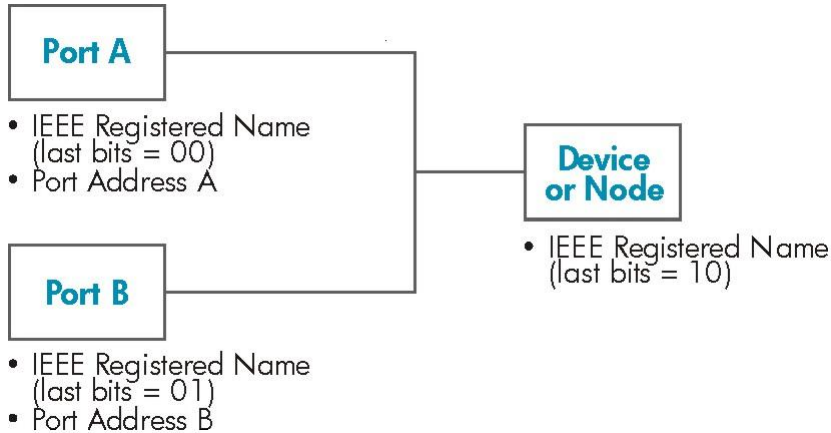 Port A
• IEEE Registered Name
(last bits = 00)
• Port Address A
Device
or Node
• IEEE Registered Name
(last bits = 10)
Port B
• IEEE Registered Name
(last bits = 01)
• Port Address B